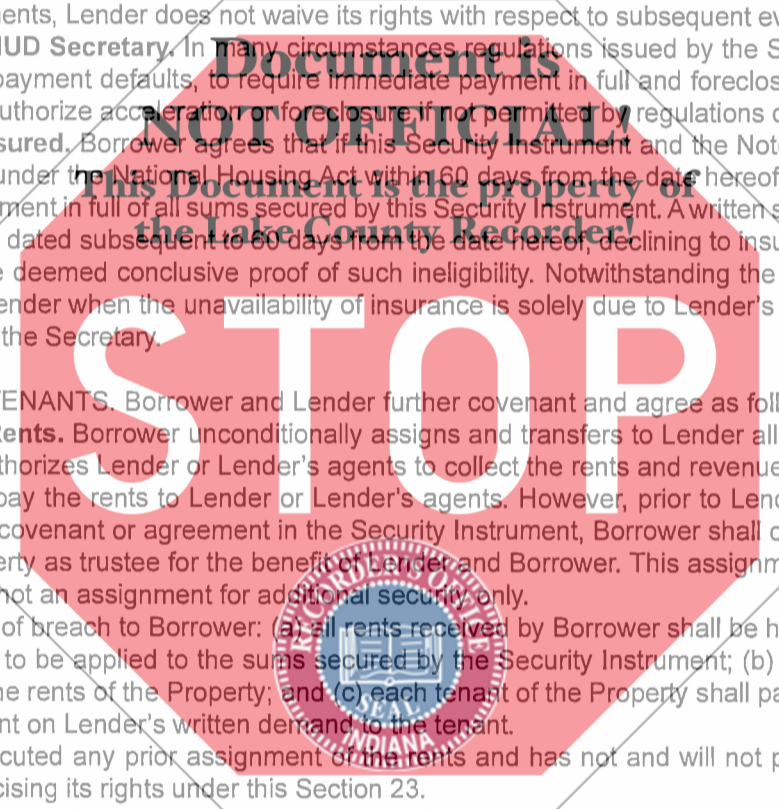 ents, Lender does not waive its rights with respect to subsequent ev
IUD Secretary. In many circumstances regulations issued by the S
Document is
payment defaults, to require immediate payment in full and foreclos
uthorize acceleration or foreclosure if not permitted by regulations o
NOT OFFICIAL!
sured. Borrower agrees that if this Security Instrument and the Note
under the National Housing Act within 60 days from the date hereof
This Document is the property of
ment in full of all sums secured by this Security Instrument. A written s
the Lake County Recorder!
dated subsequent to 60 days from the date hereof, declining to insu
e deemed conclusive proof of such ineligibility. Notwithstanding the
ender when the unavailability of insurance is solely due to Lender's
the Secretary.
STOP
ENANTS. Borrower and Lender further covenant and agree as foll
Rents. Borrower unconditionally assigns and transfers to Lender all
thorizes Lender or Lender's agents to collect the rents and revenue
pay the rents to Lender or Lender's agents. However, prior to Lend
covenant or agreement in the Security Instrument, Borrower shall c
erty as trustee for the benefit of Lender and Borrower. This assignm
not an assignment for additional security only.
of breach to Borrower: (a) all rents received by Borrower shall be h
to be applied to the sums secured by the Security Instrument; (b)
he rents of the Property; and (c) each tenant of the Property shall pa
nt on Lender's written demand to the tenant.
cuted any prior assignment of the rents and has not and will not p
cising its rights under this Section 23.
RECORDER'S OFFICE
SEAL
INDIANA